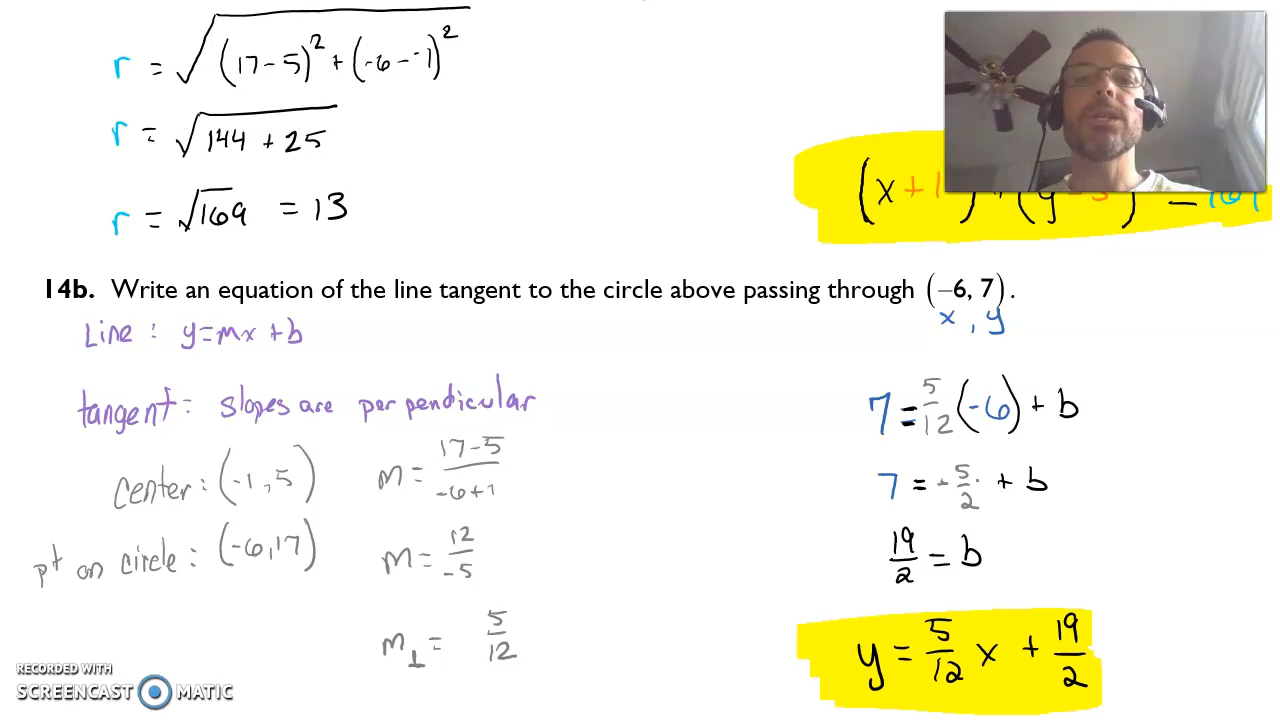 r = √(17-5)² + (-6--1)²
r = √144 + 25
r = √169 = 13
(x + 1
14b. Write an equation of the line tangent to the circle above passing through (−6, 7).
x , y
Line : y=mx+b
tangent = slopes are perpendicular
center : (-1, 5)
pt on circle : (-6, 17)
m = 17-5 / -6+1
m = 12 / -5
m⊥ = 5 / 12
7 = 5/12 (-6) + b
7 = -5/2 + b
19/2 = b
y = 5/12 x + 19/2
RECORDED WITH
SCREENCAST MATIC